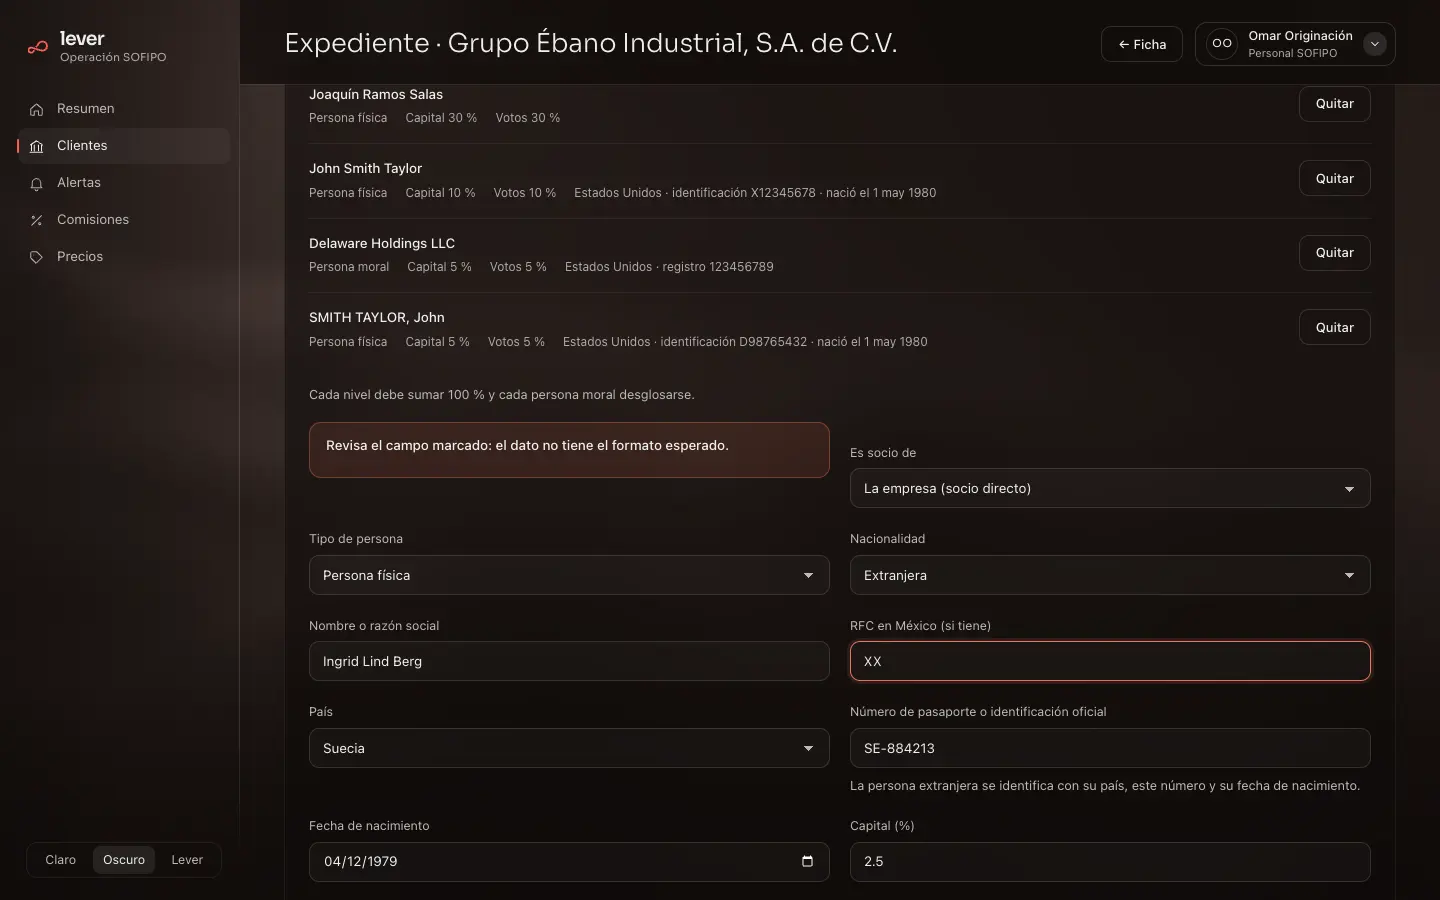 lever
Operación SOFIPO
Resumen
Clientes
Alertas
Comisiones
Precios
Claro
Oscuro
Lever
Expediente · Grupo Ébano Industrial, S.A. de C.V.
← Ficha
OO
Omar Originación
Personal SOFIPO
Joaquín Ramos Salas
Persona física Capital 30 % Votos 30 %
Quitar
John Smith Taylor
Persona física Capital 10 % Votos 10 % Estados Unidos · identificación X12345678 · nació el 1 may 1980
Quitar
Delaware Holdings LLC
Persona moral Capital 5 % Votos 5 % Estados Unidos · registro 123456789
Quitar
SMITH TAYLOR, John
Persona física Capital 5 % Votos 5 % Estados Unidos · identificación D98765432 · nació el 1 may 1980
Quitar
Cada nivel debe sumar 100 % y cada persona moral desglosarse.
Revisa el campo marcado: el dato no tiene el formato esperado.
Es socio de
La empresa (socio directo)
Tipo de persona
Persona física
Nacionalidad
Extranjera
Nombre o razón social
Ingrid Lind Berg
RFC en México (si tiene)
XX
País
Suecia
Número de pasaporte o identificación oficial
SE-884213
La persona extranjera se identifica con su país, este número y su fecha de nacimiento.
Fecha de nacimiento
04/12/1979
Capital (%)
2.5